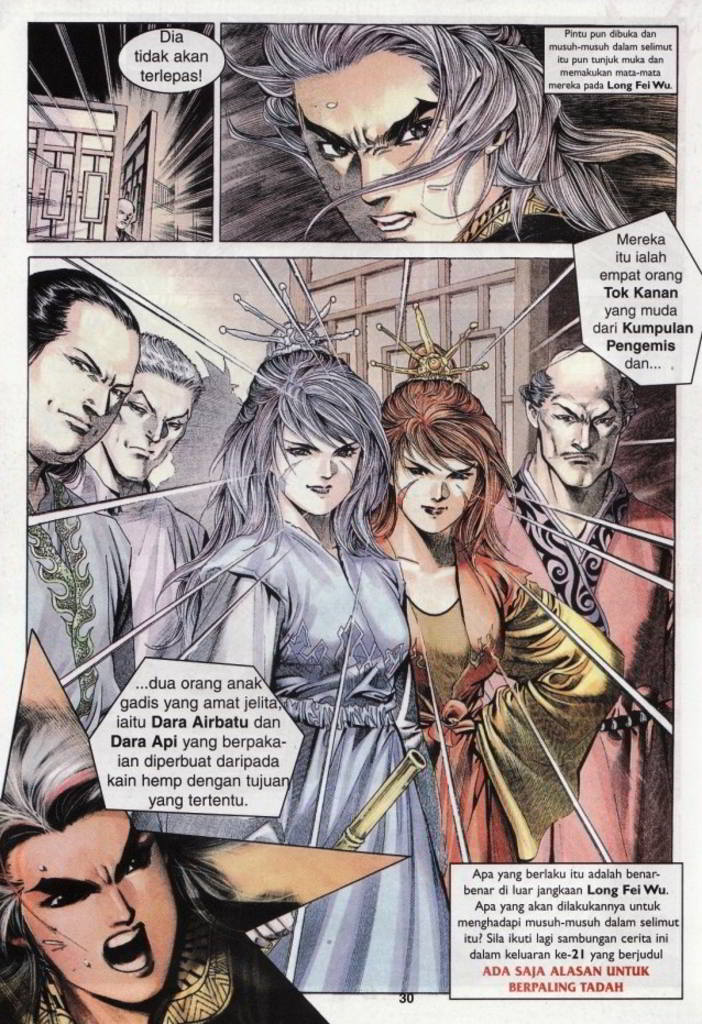 Dia
tidak akan
terlepas!
Pintu pun dibuka dan
musuh-musuh dalam selimut
itu pun tunjuk muka dan
memakukan mata-mata
mereka pada Long Fei Wu.
Mereka
itu ialah
empat orang
Tok Kanan
yang muda
dari Kumpulan
Pengemis
dan...
...dua orang anak
gadis yang amat jelita,
iaitu Dara Airbatu dan
Dara Api yang berpaka-
ian diperbuat daripada
kain hemp dengan tujuan
yang tertentu.
Apa yang berlaku itu adalah benar-
benar di luar jangkaan Long Fei Wu.
Apa yang akan dilakukannya untuk
menghadapi musuh-musuh dalam selimut
itu? Sila ikuti lagi sambungan cerita ini
dalam keluaran ke-21 yang berjudul
ADA SAJA ALASAN UNTUK
BERPALING TADAH
30